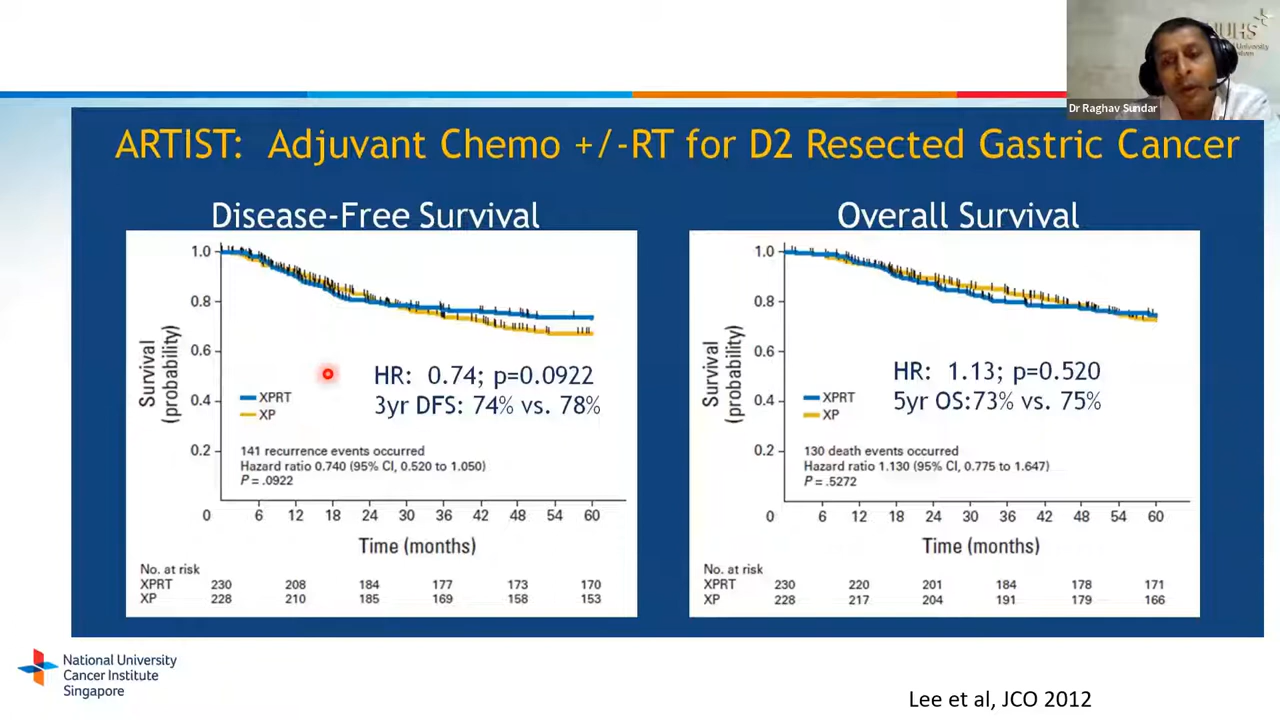 NUHS
Dr Raghav Sundar
ARTIST: Adjuvant Chemo +/-RT for D2 Resected Gastric Cancer
Disease-Free Survival
1.0
0.8
0.6
0.4
0.2
Survival
(probability)
HR: 0.74; p=0.0922
3yr DFS: 74% vs. 78%
XPRT
XP
141 recurrence events occurred
Hazard ratio 0.740 (95% CI, 0.520 to 1.050)
P = .0922
0 6 12 18 24 30 36 42 48 54 60
Time (months)
No. at risk
XPRT 230 208 184 177 173 170
XP 228 210 185 169 158 153
Overall Survival
1.0
0.8
0.6
0.4
0.2
Survival
(probability)
HR: 1.13; p=0.520
5yr OS:73% vs. 75%
XPRT
XP
130 death events occurred
Hazard ratio 1.130 (95% CI, 0.775 to 1.647)
P = .5272
0 6 12 18 24 30 36 42 48 54 60
Time (months)
No. at risk
XPRT 230 220 201 184 178 171
XP 228 217 204 191 179 166
National University
Cancer Institute
Singapore
Lee et al, JCO 2012